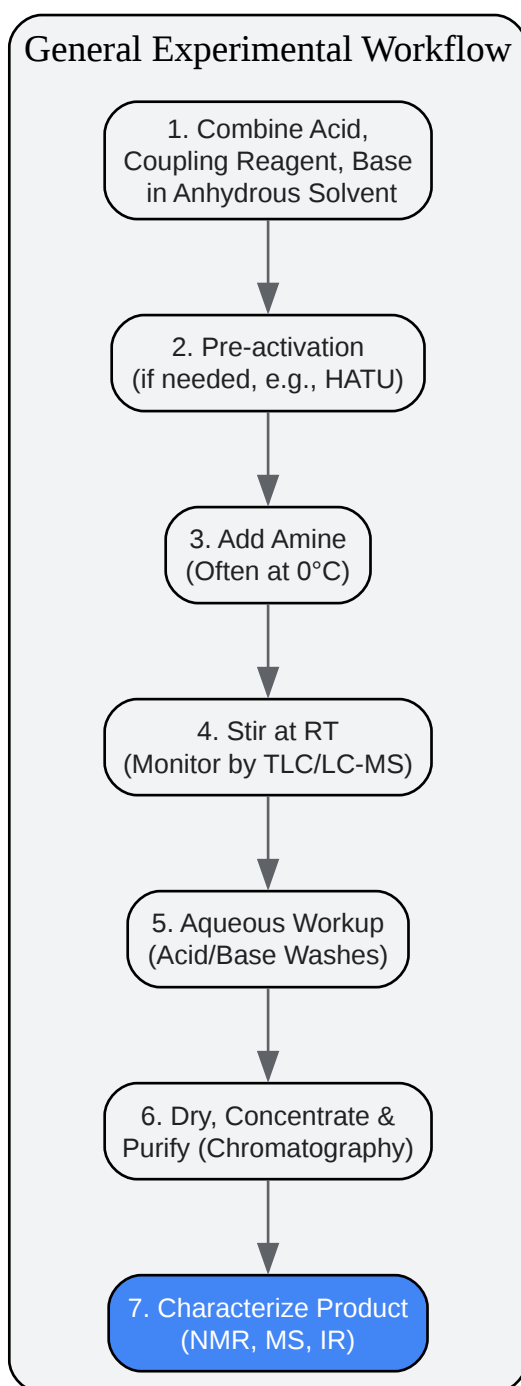 General Experimental Workflow
1. Combine Acid,
Coupling Reagent, Base
in Anhydrous Solvent
2. Pre-activation
(if needed, e.g., HATU)
3. Add Amine
(Often at 0°C)
4. Stir at RT
(Monitor by TLC/LC-MS)
5. Aqueous Workup
(Acid/Base Washes)
6. Dry, Concentrate &
Purify (Chromatography)
7. Characterize Product
(NMR, MS, IR)